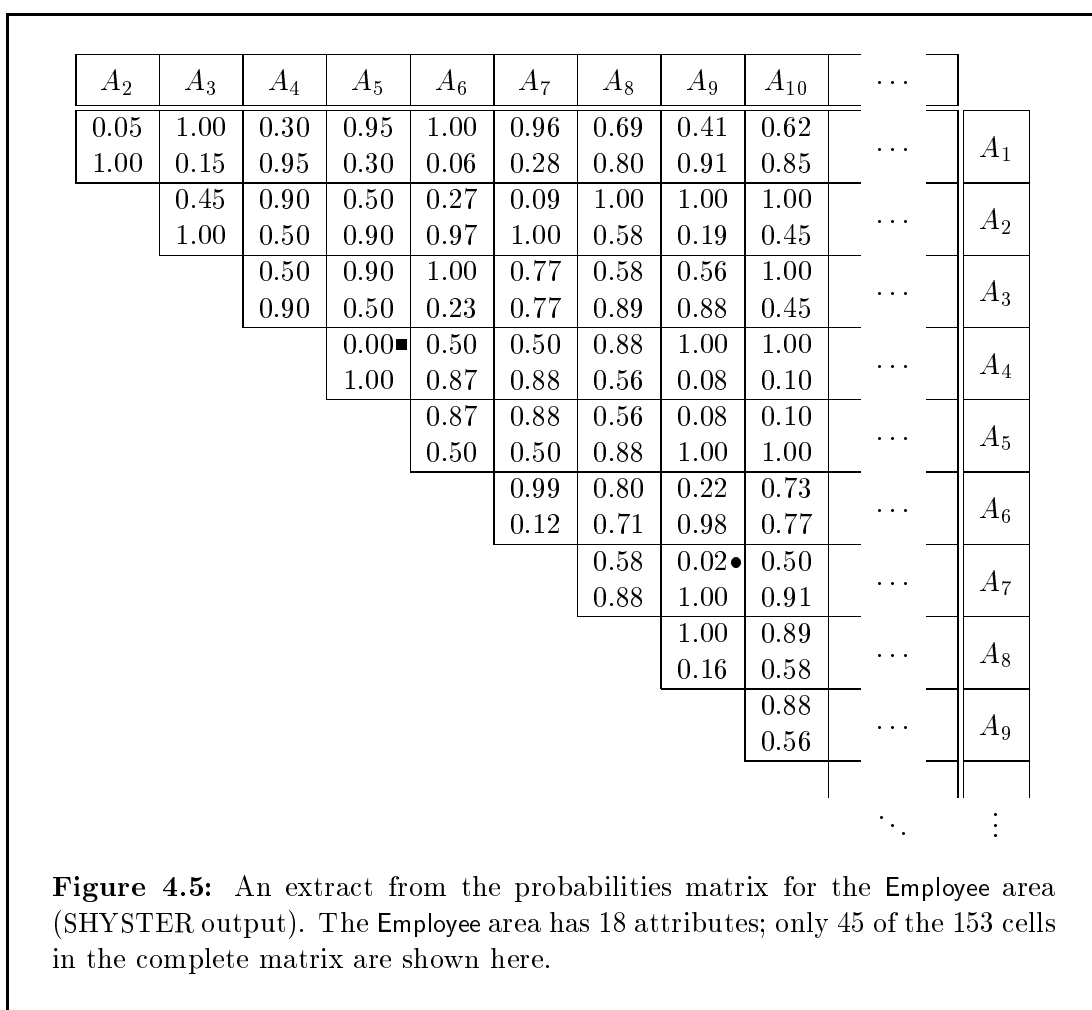 A2 A3 A4 A5 A6 A7 A8 A9 A10 ···
0.05 1.00 0.30 0.95 1.00 0.96 0.69 0.41 0.62
1.00 0.15 0.95 0.30 0.06 0.28 0.80 0.91 0.85 ··· A1
0.45 0.90 0.50 0.27 0.09 1.00 1.00 1.00
1.00 0.50 0.90 0.97 1.00 0.58 0.19 0.45 ··· A2
0.50 0.90 1.00 0.77 0.58 0.56 1.00
0.90 0.50 0.23 0.77 0.89 0.88 0.45 ··· A3
0.00■ 0.50 0.50 0.88 1.00 1.00
1.00 0.87 0.88 0.56 0.08 0.10 ··· A4
0.87 0.88 0.56 0.08 0.10
0.50 0.50 0.88 1.00 1.00 ··· A5
0.99 0.80 0.22 0.73
0.12 0.71 0.98 0.77 ··· A6
0.58 0.02● 0.50
0.88 1.00 0.91 ··· A7
1.00 0.89
0.16 0.58 ··· A8
0.88
0.56 ··· A9
⋱ ⋮
Figure 4.5: An extract from the probabilities matrix for the Employee area
(SHYSTER output). The Employee area has 18 attributes; only 45 of the 153 cells
in the complete matrix are shown here.